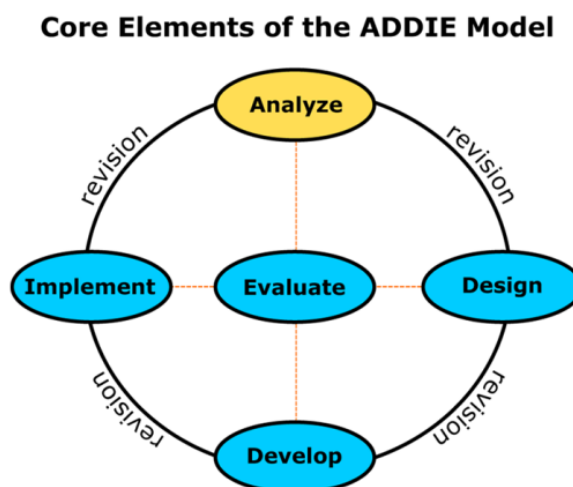 Core Elements of the ADDIE Model
Analyze
revision
revision
Implement
Evaluate
Design
revision
revision
Develop